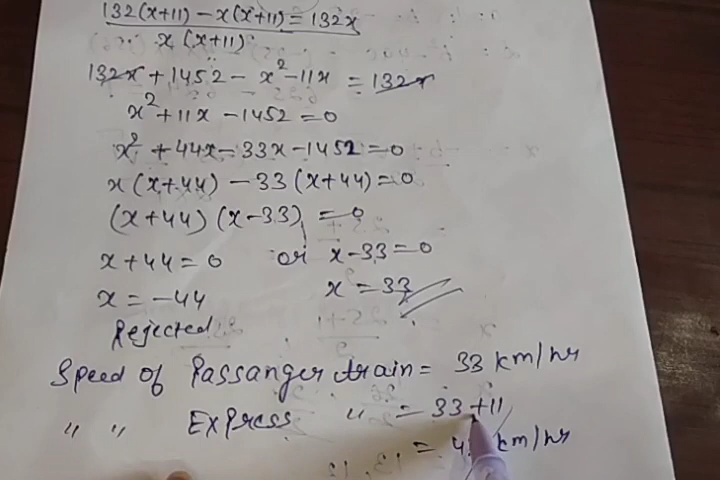 132(x+11) - x(x+11) = 132x
x(x+11)
132x + 1452 - x² - 11x = 132x
x² + 11x - 1452 = 0
x² + 44x - 33x - 1452 = 0
x(x+44) - 33(x+44) = 0
(x+44)(x-33) = 0
x+44 = 0 or x-33 = 0
x = -44 x = 33
Rejected
Speed of Passanger train = 33 km/hr
" " Express " = 33+11
= km/hr